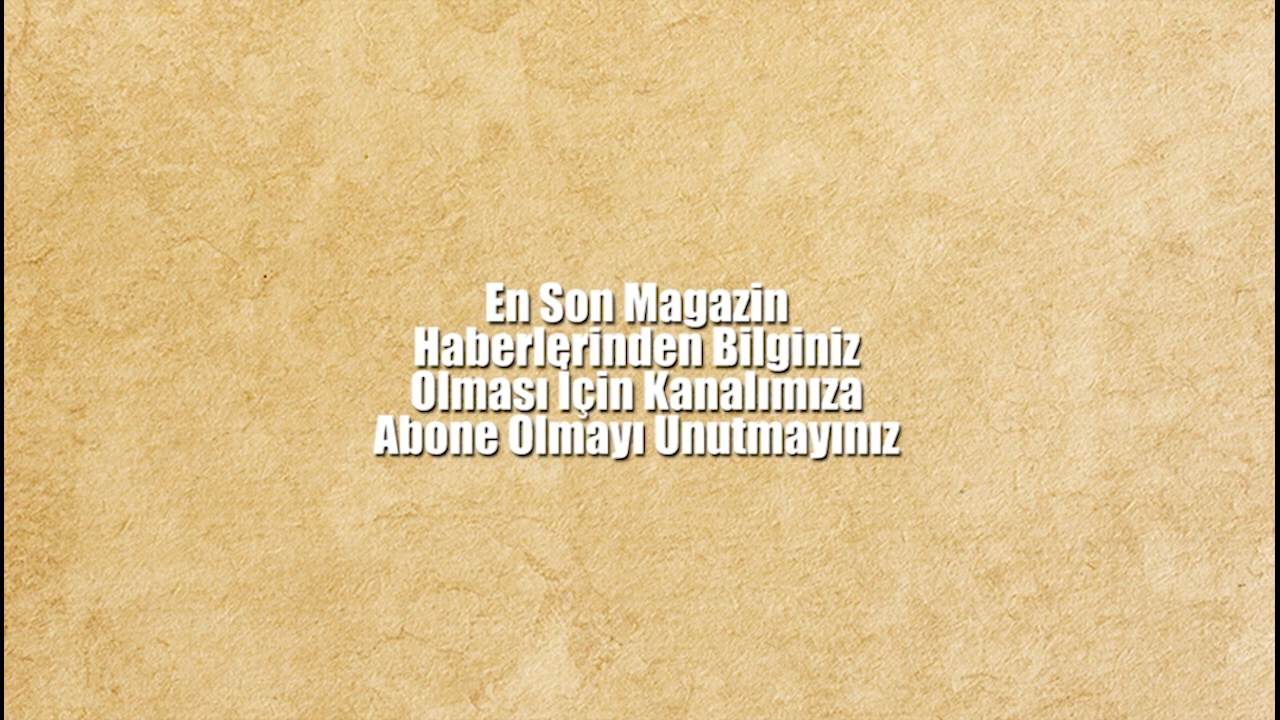 En Son Magazin
Haberlerinden Bilginiz
Olması İçin Kanalımıza
Abone Olmayı Unutmayınız